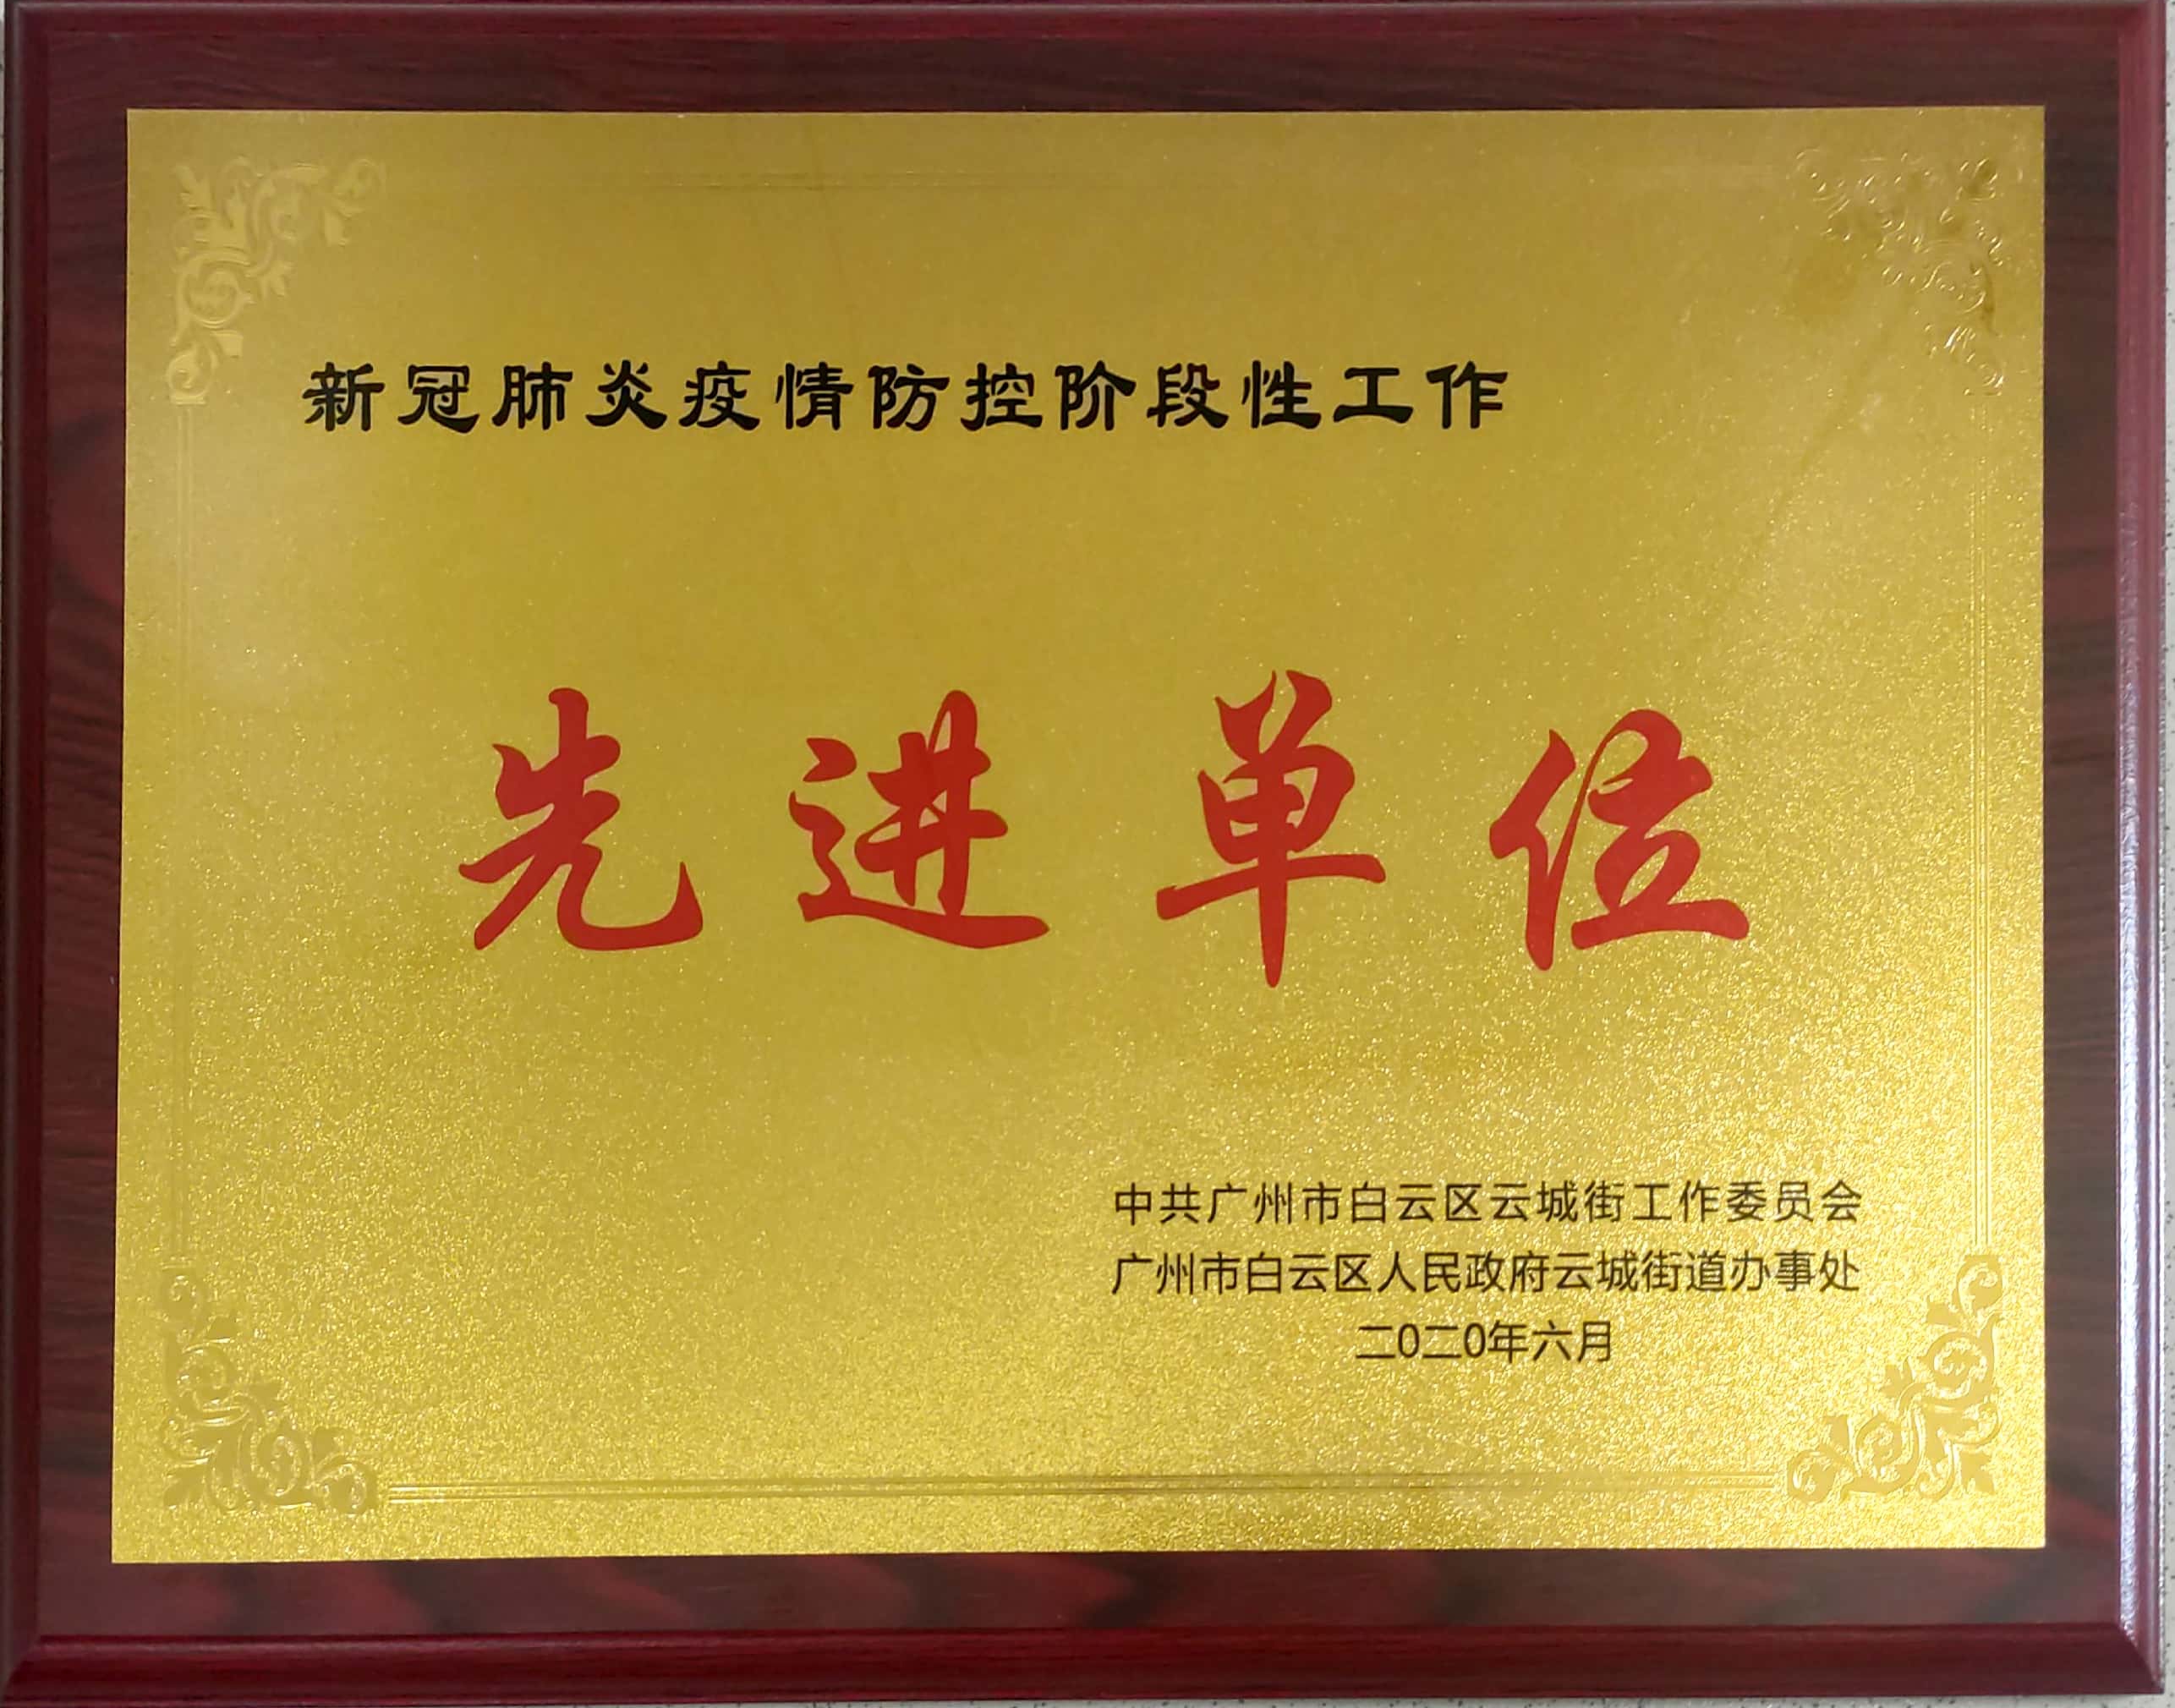 新冠肺炎疫情防控阶段性工作
先进单位
中共广州市白云区云城街工作委员会
广州市白云区人民政府云城街道办事处
二0二0年六月